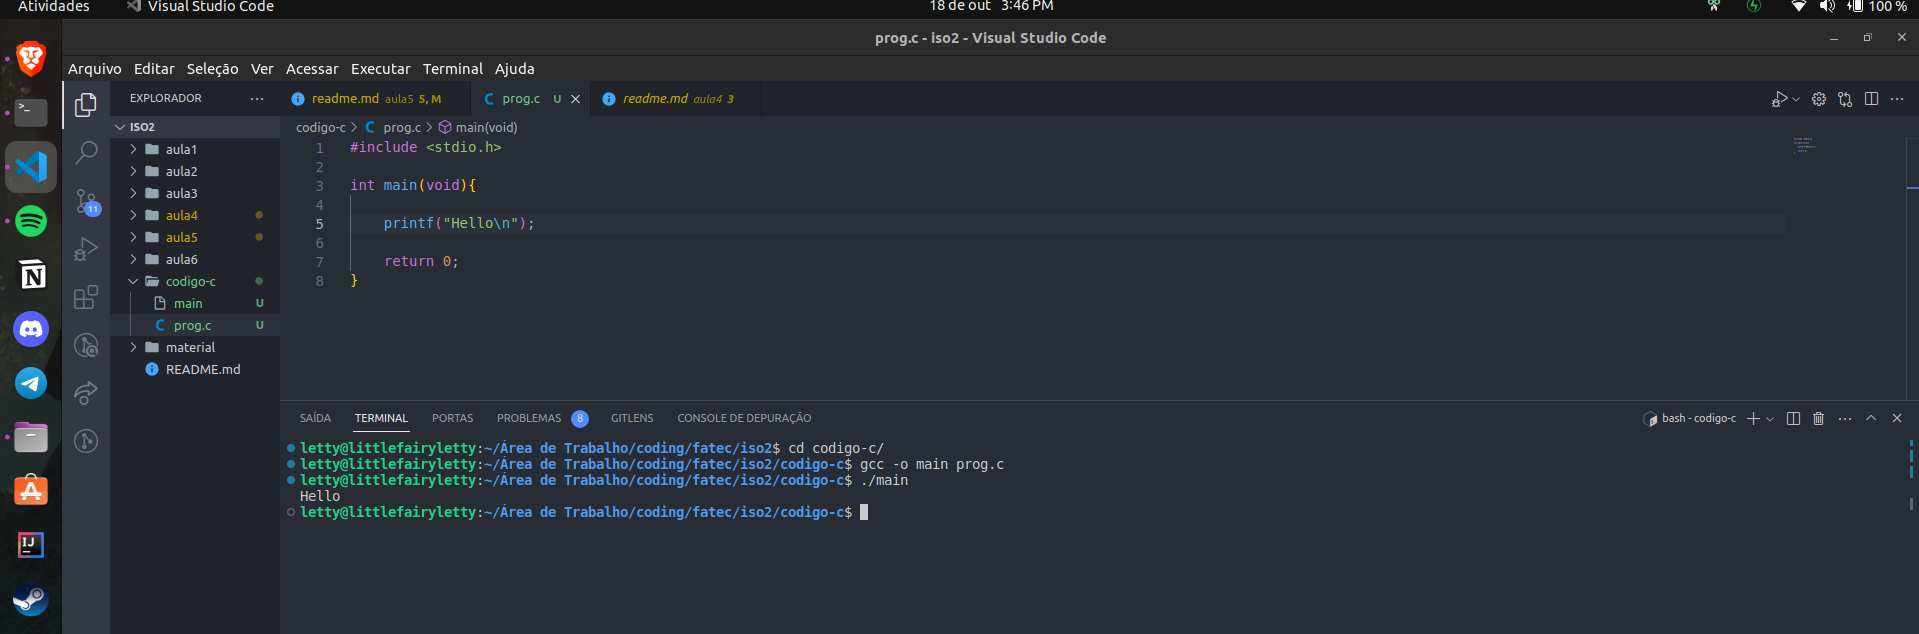 Atividades Visual Studio Code 18 de out 3:46 PM 100 %
prog.c - iso2 - Visual Studio Code
Arquivo Editar Seleção Ver Acessar Executar Terminal Ajuda
EXPLORADOR ··· readme.md aula5 5, M prog.c U readme.md aula4 3
ISO2
aula1
aula2
aula3
aula4
aula5
aula6
codigo-c
main U
prog.c U
material
README.md
11
codigo-c > C prog.c > main(void)
1 #include <stdio.h>
2
3 int main(void){
4
5 printf("Hello\n");
6
7 return 0;
8 }
SAÍDA TERMINAL PORTAS PROBLEMAS 8 GITLENS CONSOLE DE DEPURAÇÃO bash - codigo-c
letty@littlefairyletty:~/Área de Trabalho/coding/fatec/iso2$ cd codigo-c/
letty@littlefairyletty:~/Área de Trabalho/coding/fatec/iso2/codigo-c$ gcc -o main prog.c
letty@littlefairyletty:~/Área de Trabalho/coding/fatec/iso2/codigo-c$ ./main
Hello
letty@littlefairyletty:~/Área de Trabalho/coding/fatec/iso2/codigo-c$